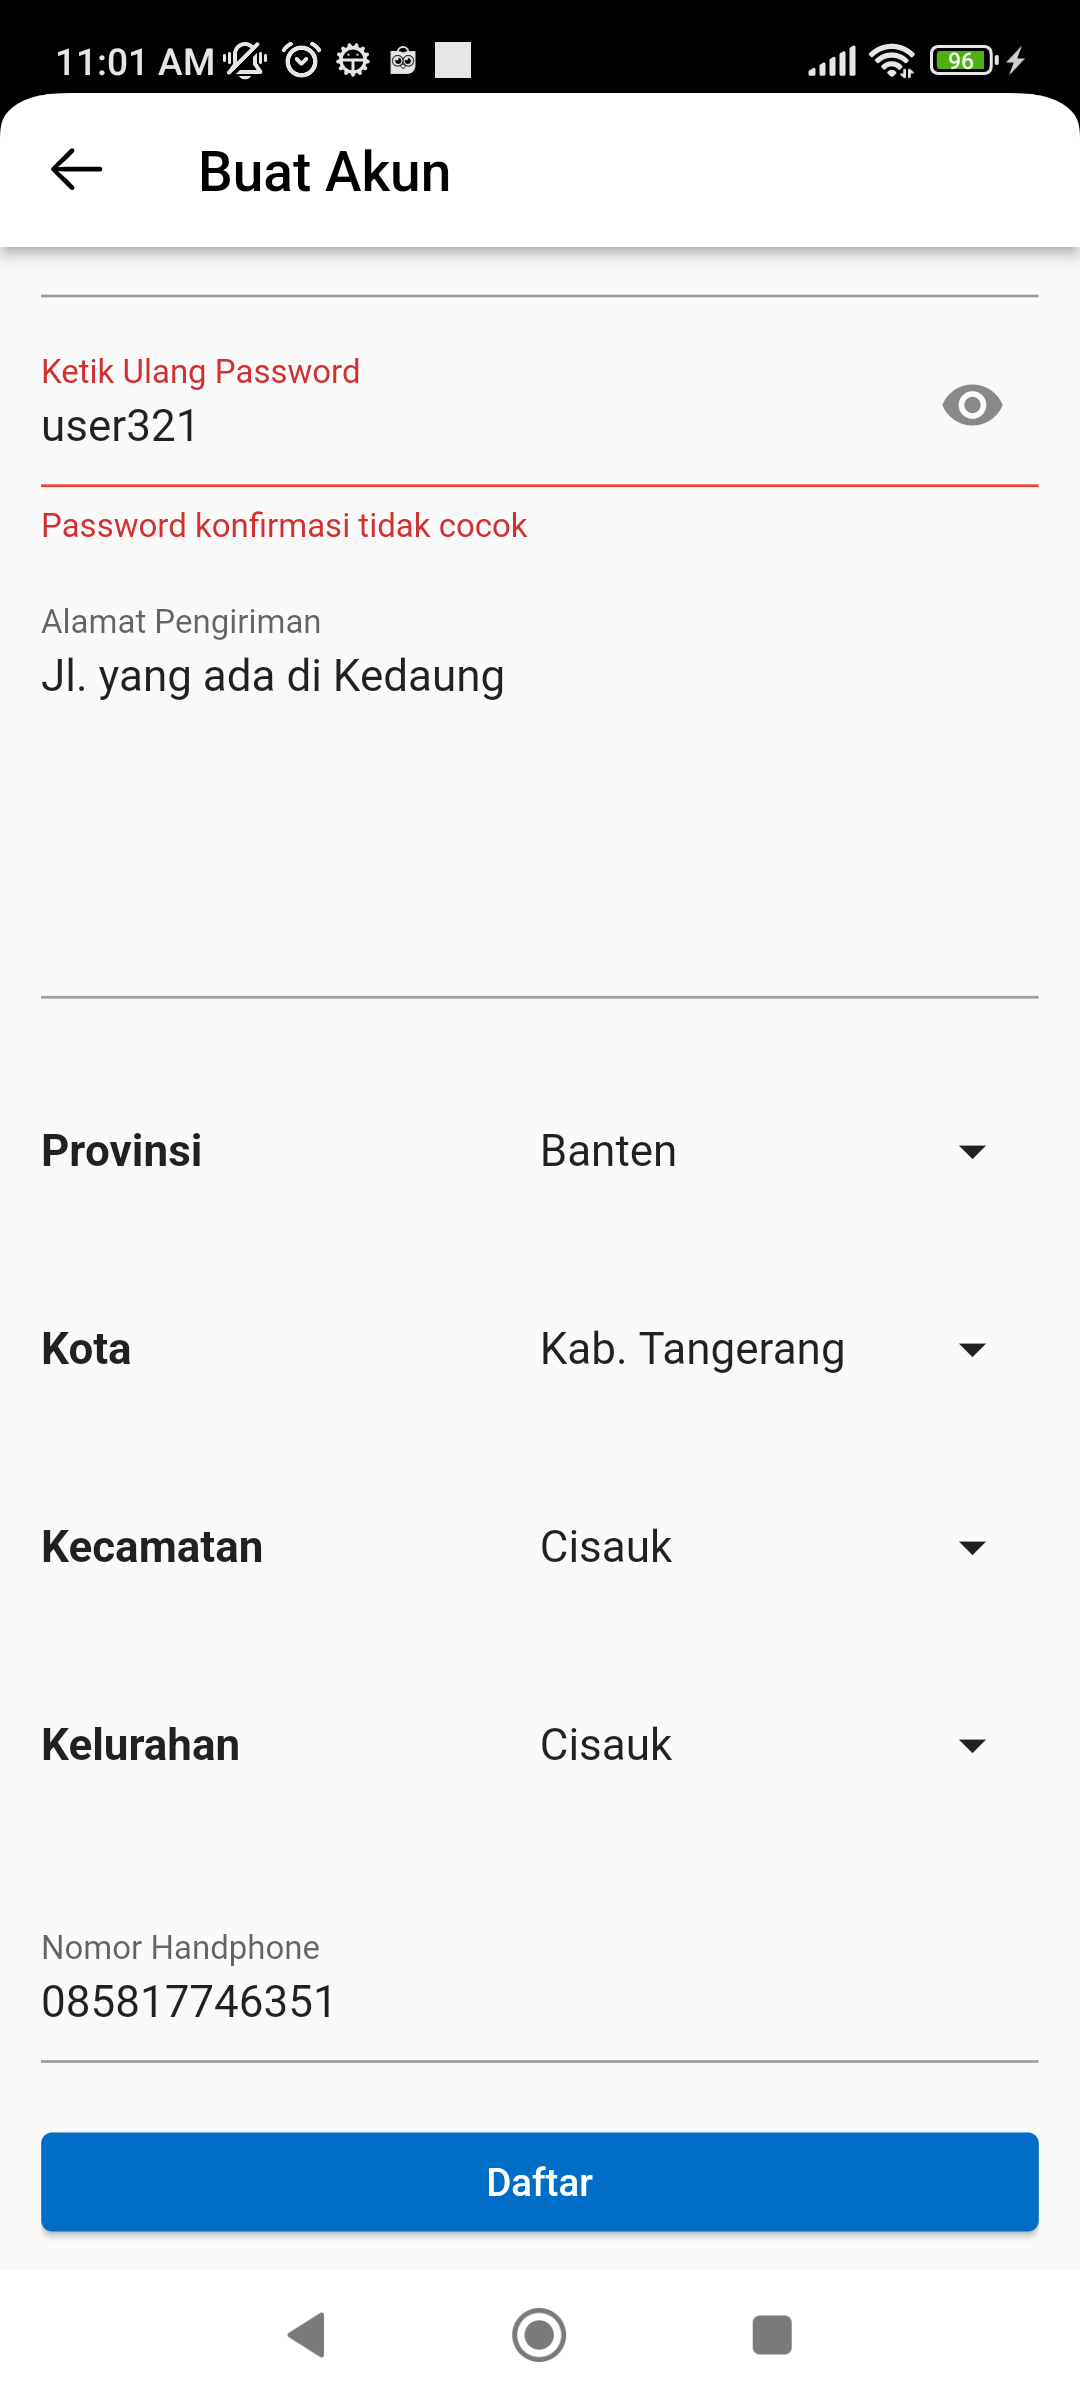 11:01 AM
96
Buat Akun
Ketik Ulang Password
user321
Password konfirmasi tidak cocok
Alamat Pengiriman
Jl. yang ada di Kedaung
Provinsi Banten
Kota Kab. Tangerang
Kecamatan Cisauk
Kelurahan Cisauk
Nomor Handphone
085817746351
Daftar